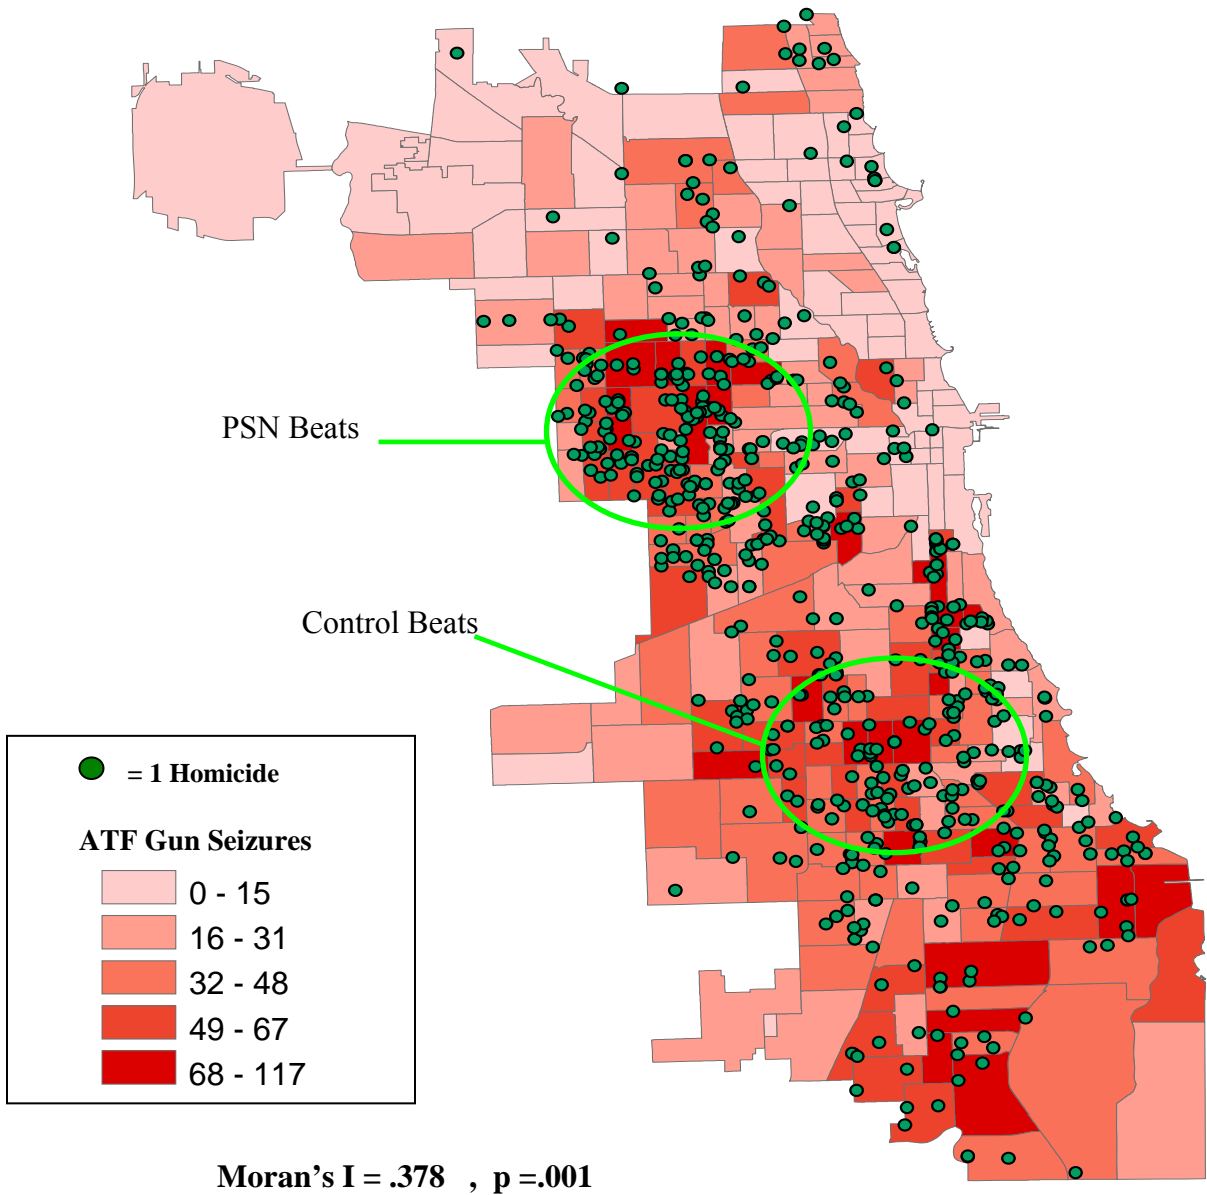 PSN Beats
Control Beats
= 1 Homicide
ATF Gun Seizures
0 - 15
16 - 31
32 - 48
49 - 67
68 - 117
Moran's I = .378 , p =.001